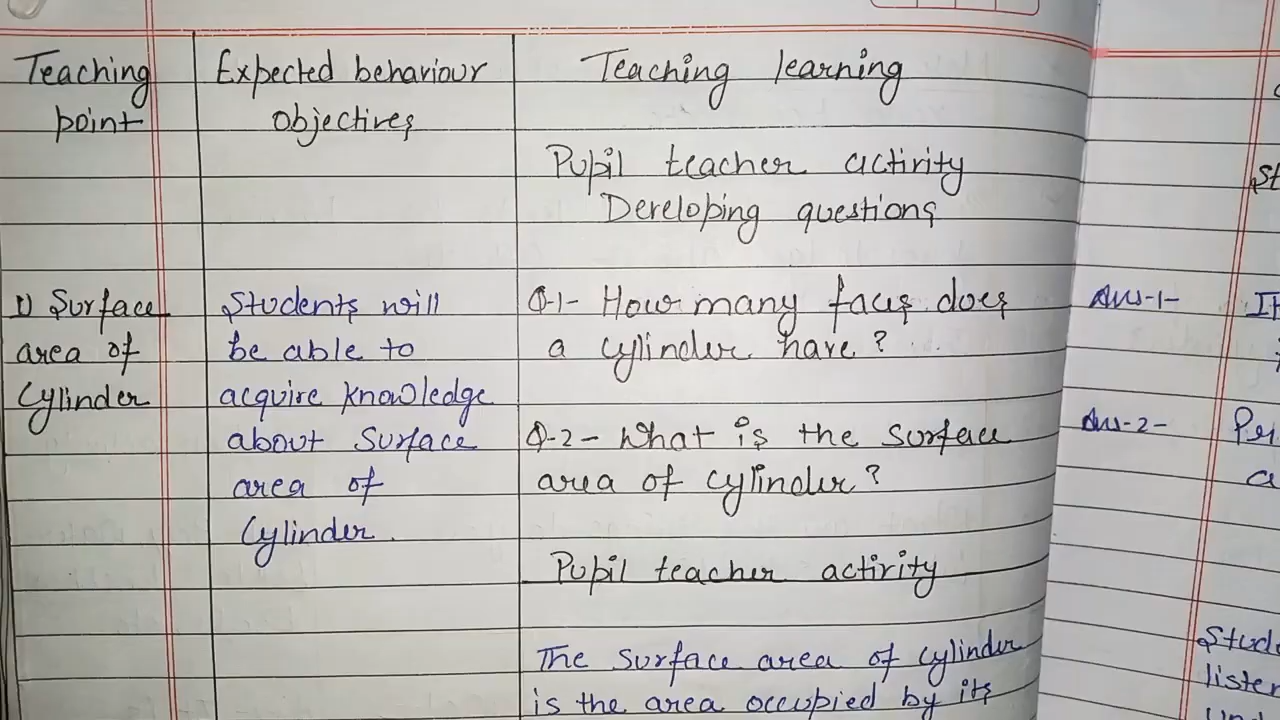 Teaching point
Expected behaviour objectives
Teaching learning
Pupil teacher activity
Developing questions
1) Surface area of Cylinder
Students will be able to acquire knowledge about Surface area of Cylinder.
Q-1- How many faces does
a cylinder have?
Ans-1-
Q-2- What is the surface
area of cylinder?
Ans-2-
Pupil teacher activity
The surface area of cylinder
is the area occupied by its